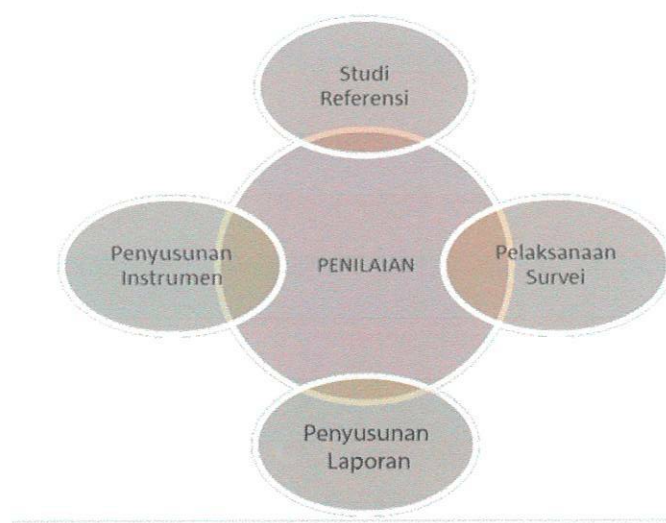 Studi
Referensi
Penyusunan
Instrumen
PENILAIAN
Pelaksanaan
Survei
Penyusunan
Laporan